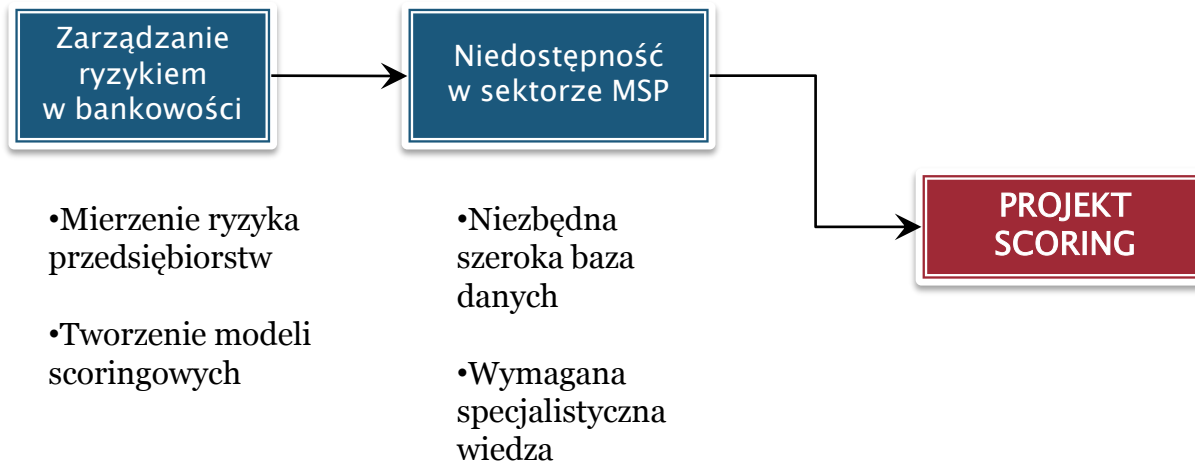 Zarządzanie
ryzykiem
w bankowości
Niedostępność
w sektorze MSP
PROJEKT
SCORING
•Mierzenie ryzyka
przedsiębiorstw
•Tworzenie modeli
scoringowych
•Niezbędna
szeroka baza
danych
•Wymagana
specjalistyczna
wiedza